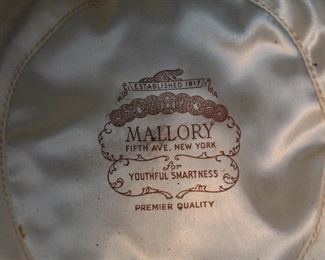 ESTABLISHED 1817
MALLORY
FIFTH AVE. NEW YORK
for
YOUTHFUL SMARTNESS
PREMIER QUALITY